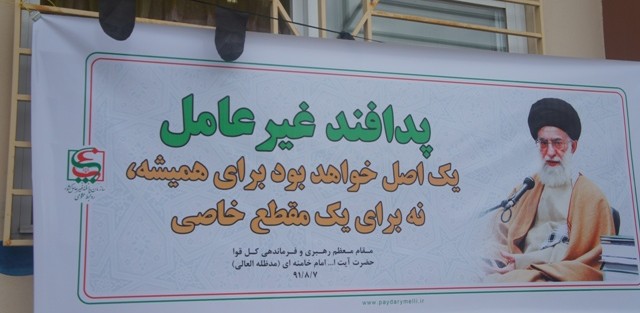 پدافند غیر عامل
یک اصل خواهد بود برای همیشه،
نه برای یک مقطع خاصی
مقام معظم رهبری و فرماندهی کل قوا
حضرت آیت ا... امام خامنه ای (مدظله العالی)
۹۱/۸/۷
www.paydarymelli.ir